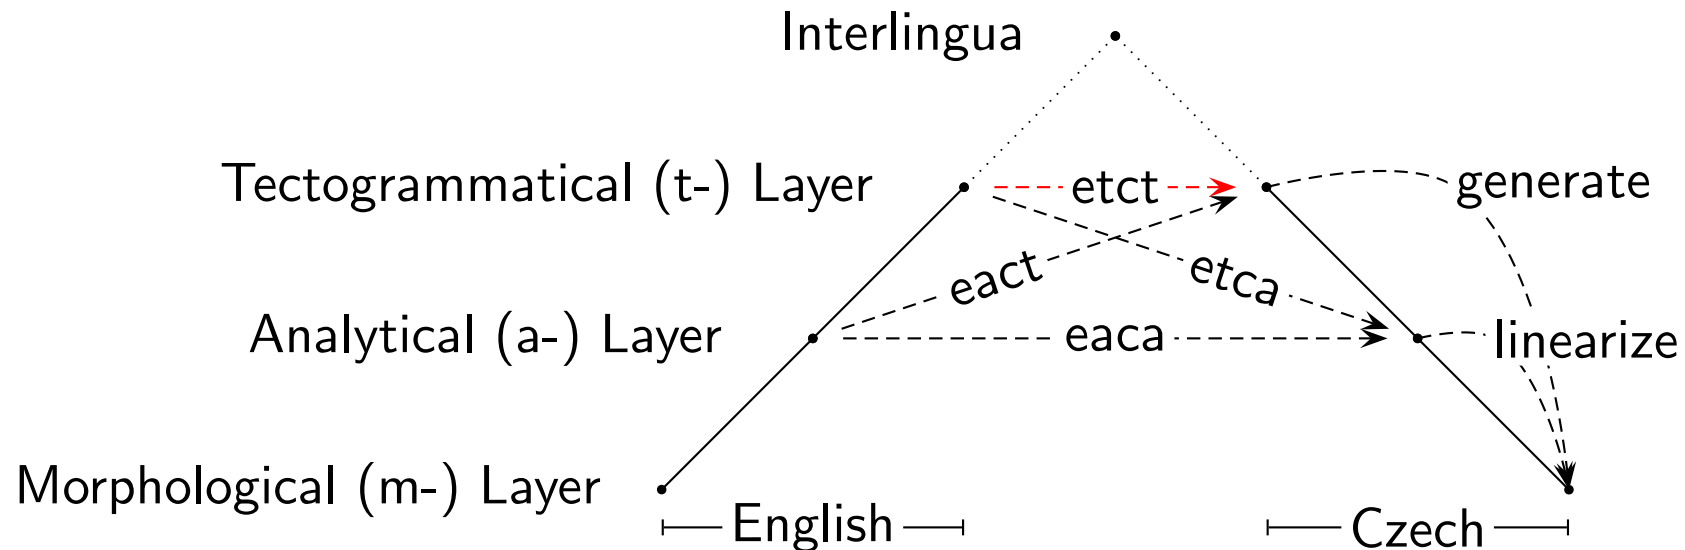 Interlingua
Tectogrammatical (t-) Layer
etct
generate
eact
etca
Analytical (a-) Layer
eaca
linearize
Morphological (m-) Layer
English
Czech